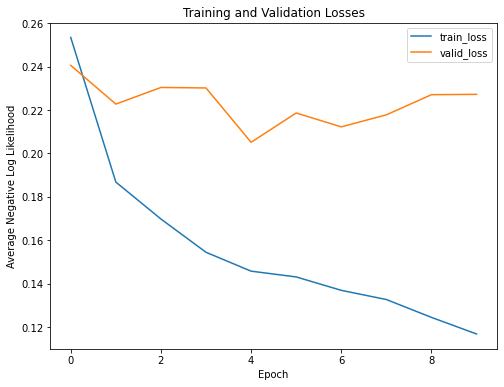 Training and Validation Losses
train_loss
valid_loss
Average Negative Log Likelihood
0.26
0.24
0.22
0.20
0.18
0.16
0.14
0.12
0 2 4 6 8
Epoch